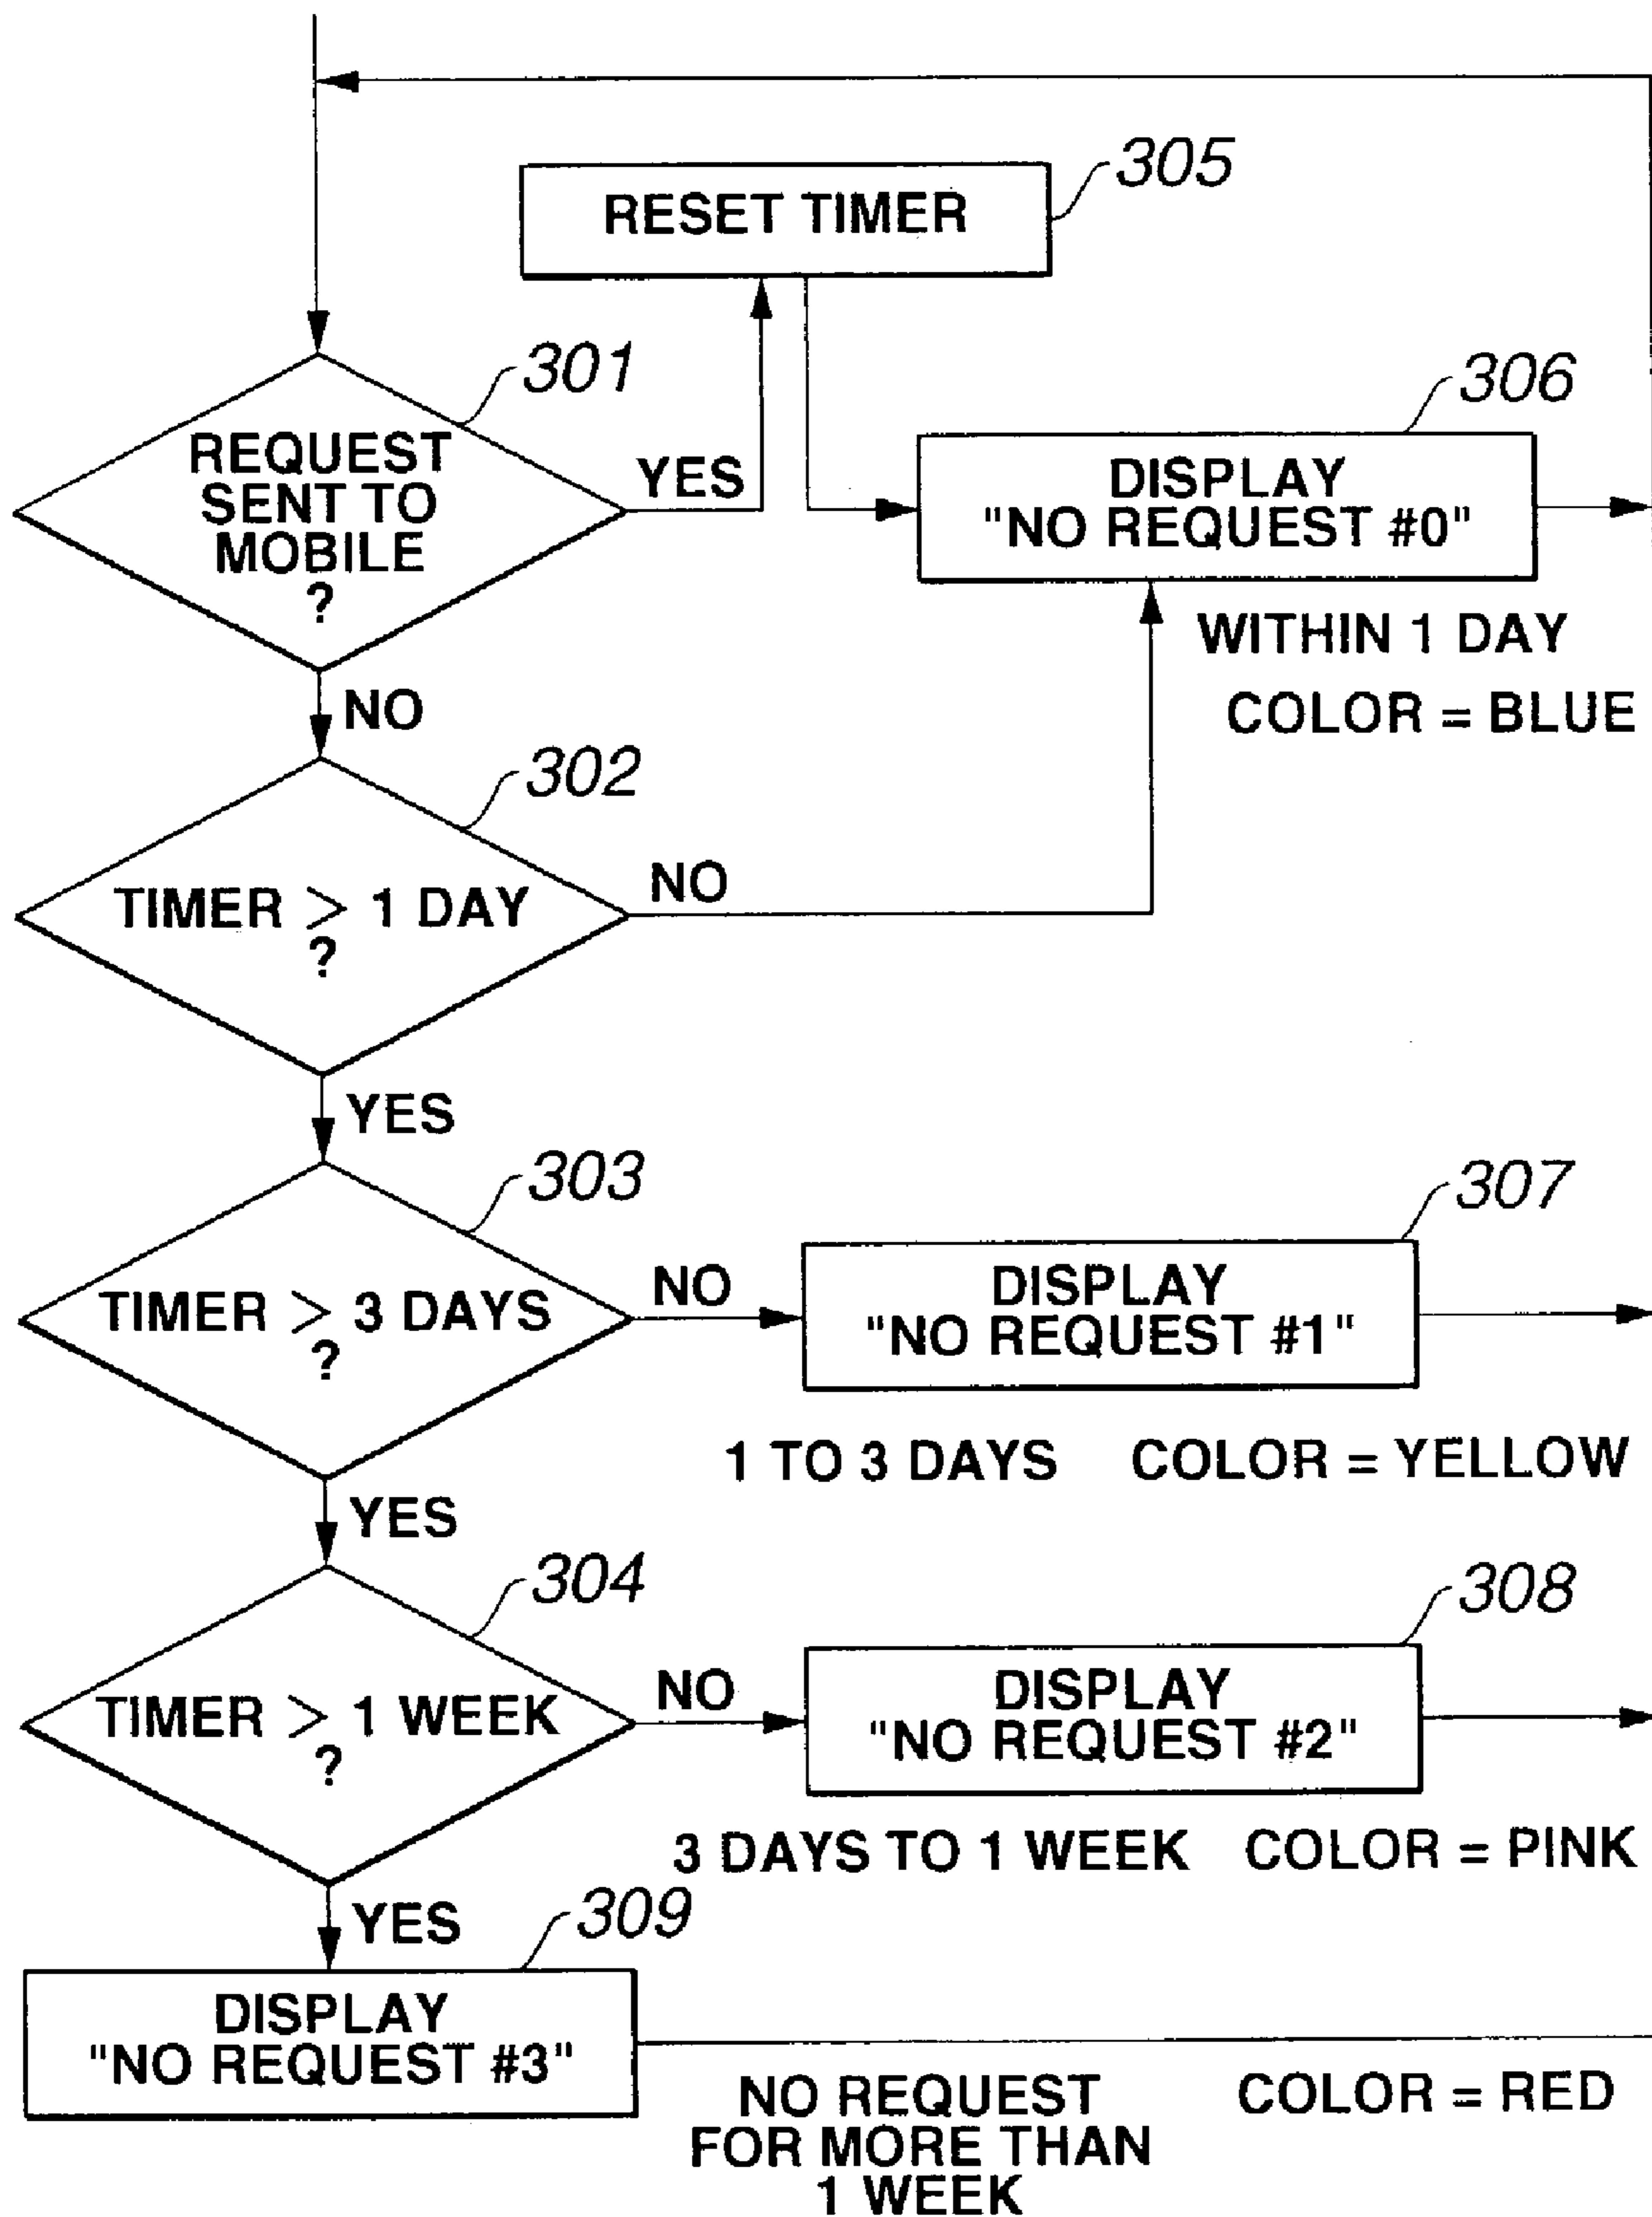 305
RESET TIMER
301
REQUEST
SENT TO
MOBILE
?
YES
306
DISPLAY
"NO REQUEST #0"
WITHIN 1 DAY
COLOR = BLUE
NO
302
TIMER > 1 DAY
?
NO
YES
303
TIMER > 3 DAYS
?
NO
307
DISPLAY
"NO REQUEST #1"
1 TO 3 DAYS COLOR = YELLOW
YES
304
TIMER > 1 WEEK
?
NO
308
DISPLAY
"NO REQUEST #2"
3 DAYS TO 1 WEEK COLOR = PINK
YES
309
DISPLAY
"NO REQUEST #3"
NO REQUEST
FOR MORE THAN
1 WEEK
COLOR = RED